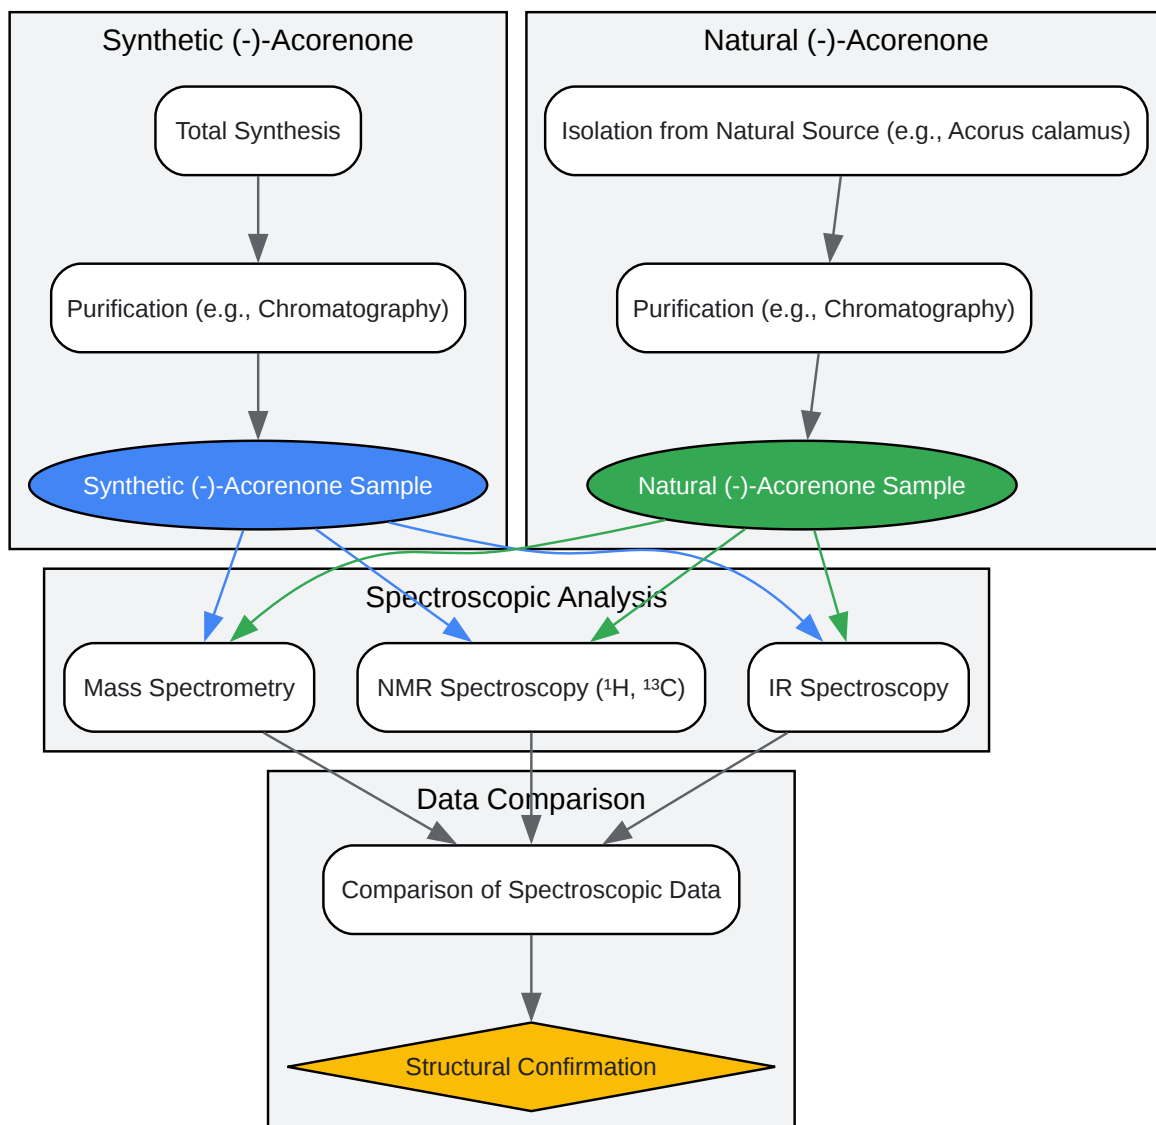 Synthetic (-)-Acorenone
Total Synthesis
Purification (e.g., Chromatography)
Synthetic (-)-Acorenone Sample
Natural (-)-Acorenone
Isolation from Natural Source (e.g., Acorus calamus)
Purification (e.g., Chromatography)
Natural (-)-Acorenone Sample
Spectroscopic Analysis
Mass Spectrometry
NMR Spectroscopy (¹H, ¹³C)
IR Spectroscopy
Data Comparison
Comparison of Spectroscopic Data
Structural Confirmation